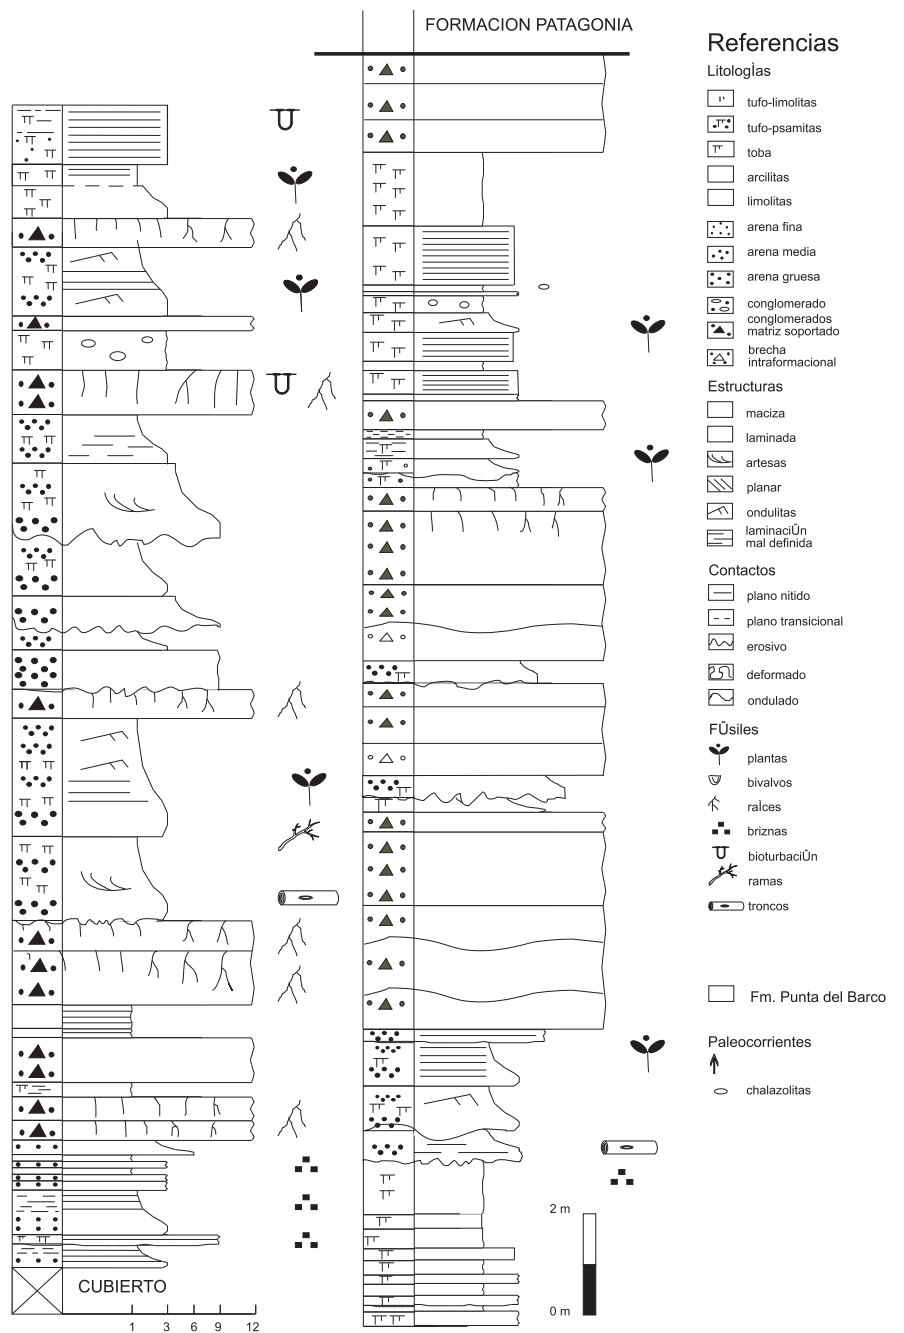 FORMACION PATAGONIA
Referencias
LitologÌas
tufo-limolitas
tufo-psamitas
toba
arcilitas
limolitas
arena fina
arena media
arena gruesa
conglomerado
conglomerados
matriz soportado
brecha
intraformacional
Estructuras
maciza
laminada
artesas
planar
ondulitas
laminaciÛn
mal definida
Contactos
plano nitido
plano transicional
erosivo
deformado
ondulado
FÛsiles
plantas
bivalvos
raÌces
briznas
bioturbaciÛn
ramas
troncos
Fm. Punta del Barco
Paleocorrientes
chalazolitas
2 m
0 m
CUBIERTO
1 3 6 9 12